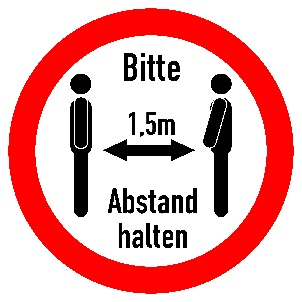 Bitte
1,5m
Abstand
halten